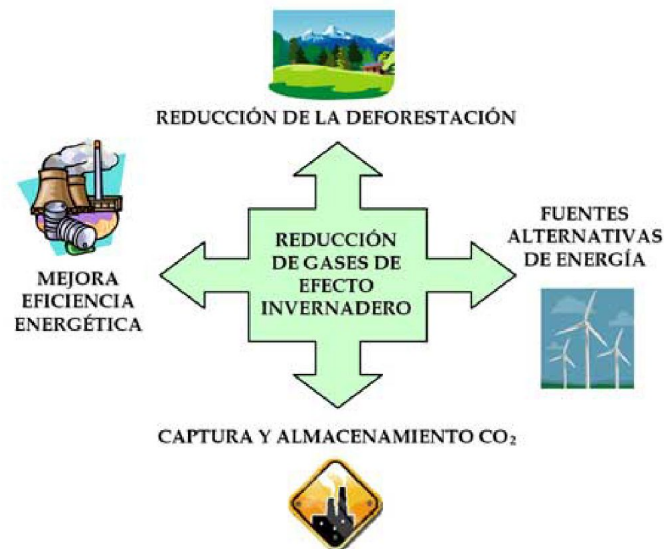 REDUCCIÓN DE LA DEFORESTACIÓN
MEJORA
EFICIENCIA
ENERGÉTICA
REDUCCIÓN
DE GASES DE
EFECTO
INVERNADERO
FUENTES
ALTERNATIVAS
DE ENERGÍA
CAPTURA Y ALMACENAMIENTO CO₂